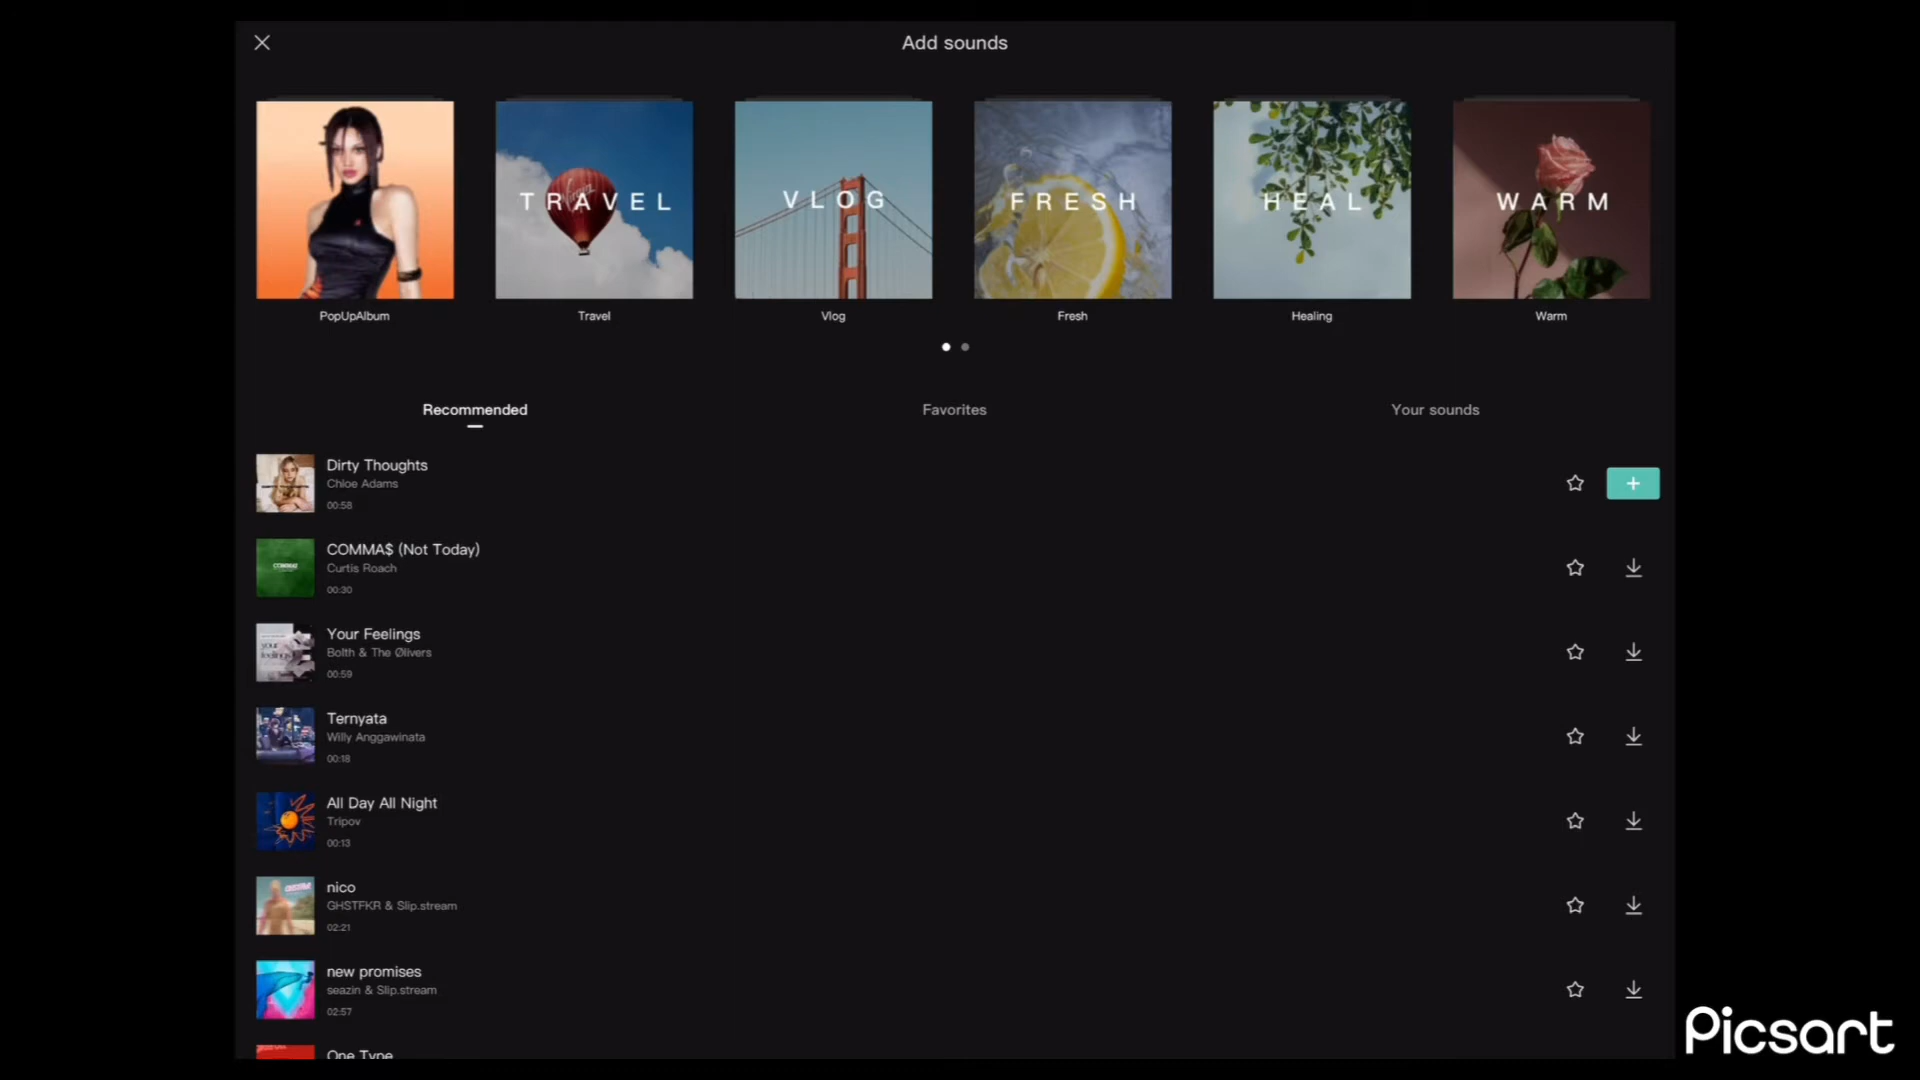 Add sounds
TRAVEL
VLOG
FRESH
HEAL
WARM
PopUpAlbum
Travel
Vlog
Fresh
Healing
Warm
Recommended
Favorites
Your sounds
Dirty Thoughts
Chloe Adams
00:58
COMMA$ (Not Today)
Curtis Roach
00:30
COMMA$
Your Feelings
Bolth & The Ølivers
00:59
your
feelings
Ternyata
Willy Anggawinata
00:18
All Day All Night
Tripov
00:13
nico
GHSTFKR & Slip.stream
02:21
new promises
seazin & Slip.stream
02:57
One Type
Picsart